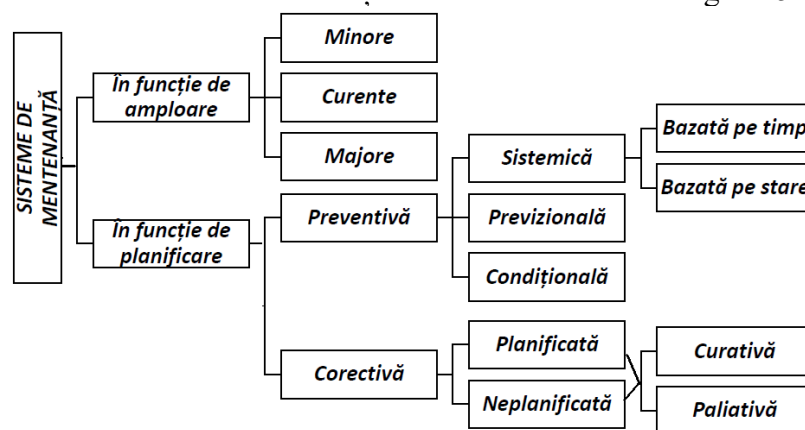 SISTEME DE
MENTENANȚĂ
În funcție de
amploare
Minore
Curente
Majore
În funcție de
planificare
Preventivă
Sistemică
Bazată pe timp
Bazată pe stare
Previzională
Condițională
Corectivă
Planificată
Neplanificată
Curativă
Paliativă